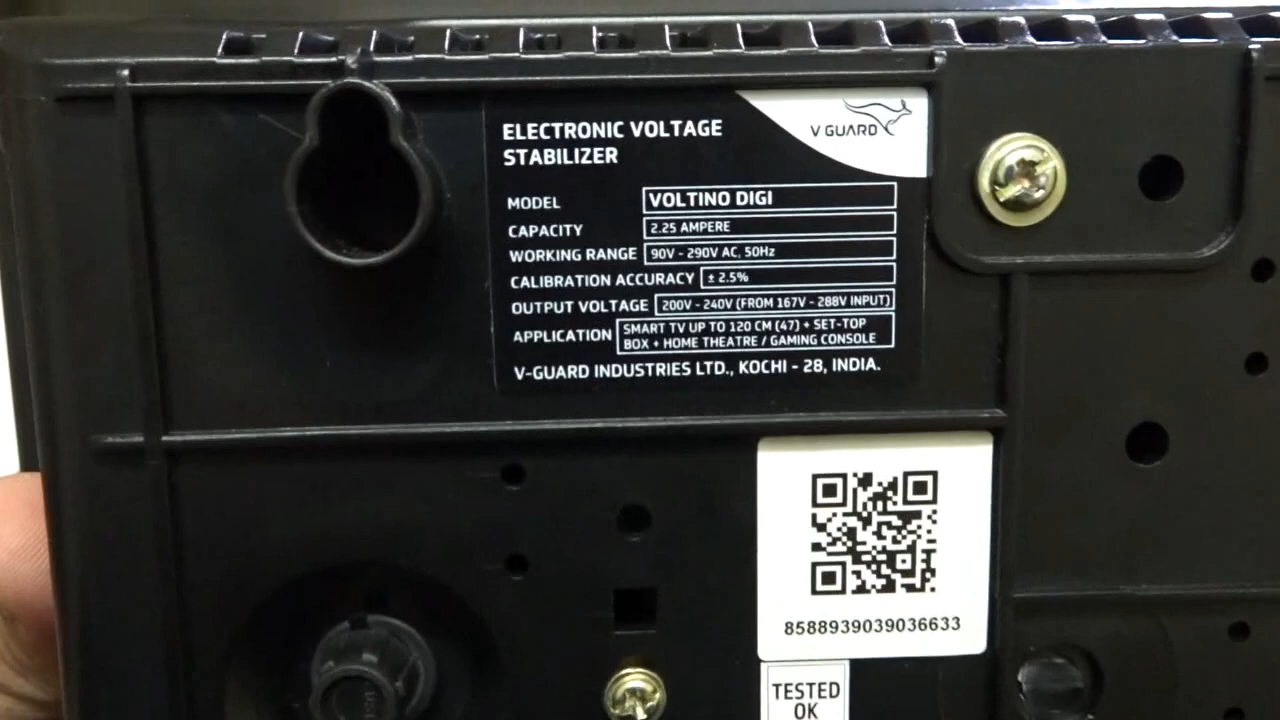 V GUARD
ELECTRONIC VOLTAGE
STABILIZER
MODEL VOLTINO DIGI
CAPACITY 2.25 AMPERE
WORKING RANGE 90V - 290V AC, 50Hz
CALIBRATION ACCURACY ± 2.5%
OUTPUT VOLTAGE 200V - 240V (FROM 167V - 288V INPUT)
APPLICATION SMART TV UP TO 120 CM (47) + SET-TOP
BOX + HOME THEATRE / GAMING CONSOLE
V-GUARD INDUSTRIES LTD., KOCHI - 28, INDIA.
8588939039036633
TESTED
OK